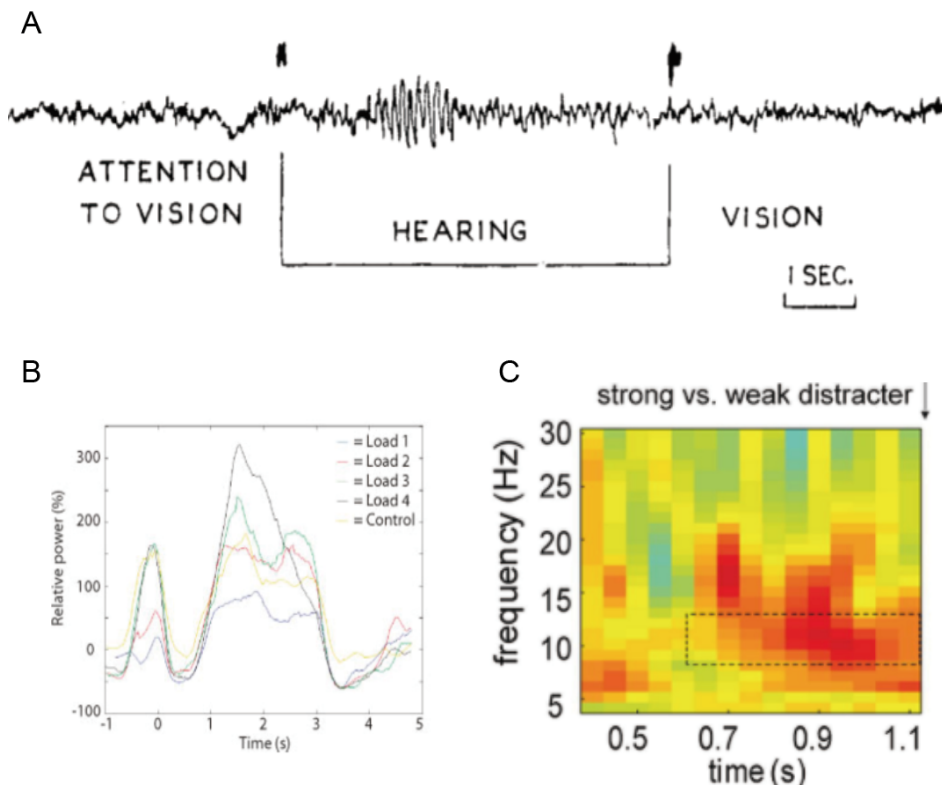 A
ATTENTION
TO VISION
HEARING
VISION
1 SEC.
B
Relative power (%)
300
200
150
0
-100
= Load 1
= Load 2
= Load 3
= Load 4
= Control
-1
0
1
2
3
4
5
Time (s)
C
strong vs. weak distracter ↓
frequency (Hz)
30
25
20
15
10
5
0.5
0.7
0.9
1.1
time (s)